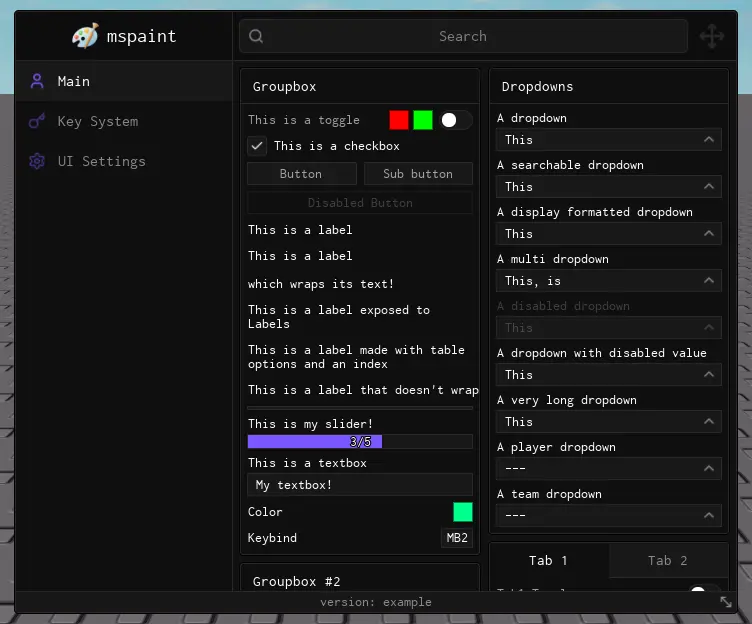 mspaint
Search
Main
Key System
UI Settings
Groupbox
This is a toggle
This is a checkbox
Button
Sub button
Disabled Button
This is a label
This is a label
which wraps its text!
This is a label exposed to
Labels
This is a label made with table
options and an index
This is a label that doesn't wrap
This is my slider!
3/5
This is a textbox
My textbox!
Color
Keybind
MB2
Groupbox #2
Dropdowns
A dropdown
This
A searchable dropdown
This
A display formatted dropdown
This
A multi dropdown
This, is
A disabled dropdown
This
A dropdown with disabled value
This
A very long dropdown
This
A player dropdown
---
A team dropdown
---
Tab 1
Tab 2
version: example